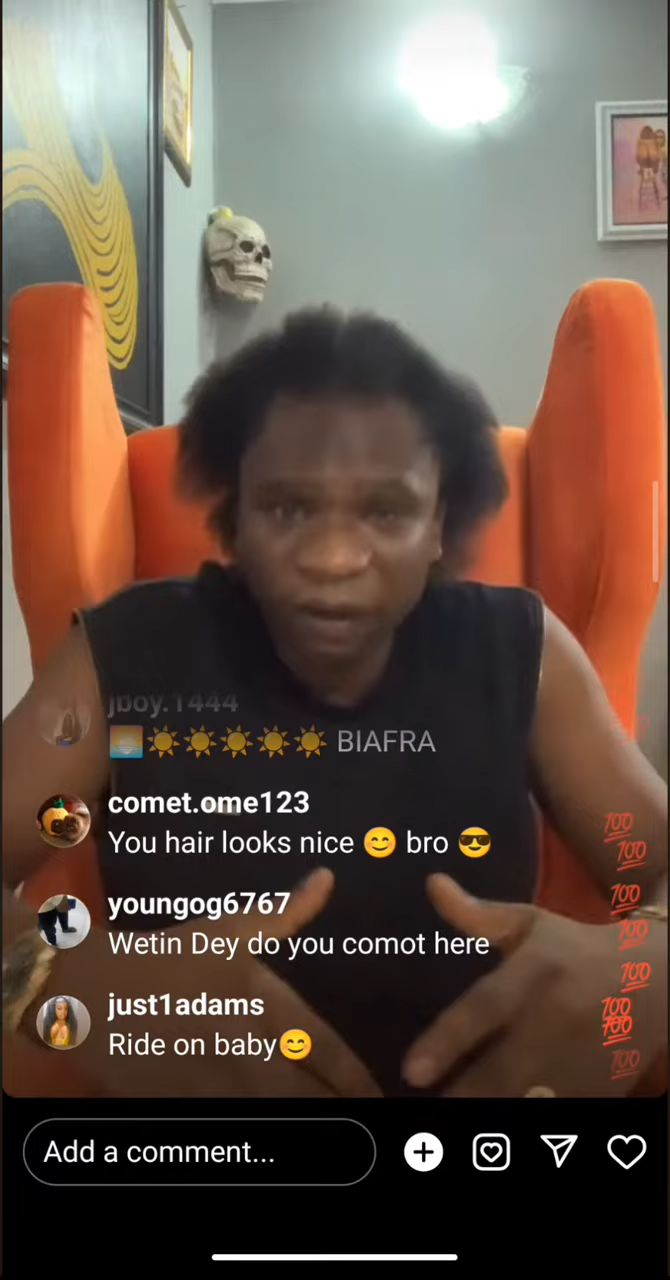 jboy.1444
🌅☀️☀️☀️☀️☀️ BIAFRA
comet.ome123
You hair looks nice 😊 bro 😎
youngog6767
Wetin Dey do you comot here
just1adams
Ride on baby😊
💯
💯
💯
💯
💯
💯
💯
💯
Add a comment...